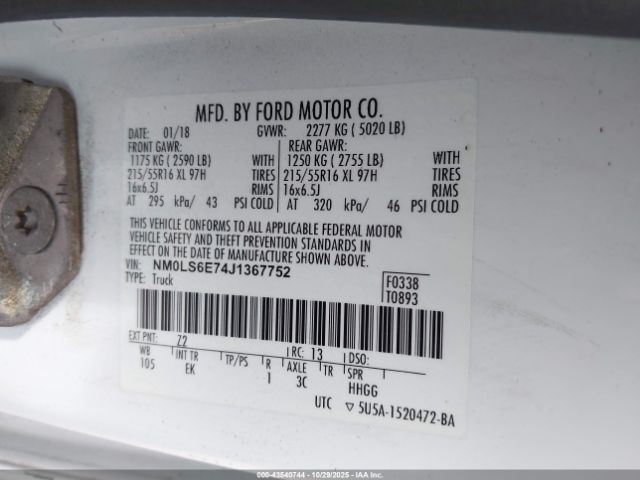 MFD. BY FORD MOTOR CO.
DATE: 01/18 GVWR: 2277 KG ( 5020 LB)
FRONT GAWR: REAR GAWR:
1175 KG ( 2590 LB) WITH 1250 KG ( 2755 LB) WITH
215/55R16 XL 97H TIRES 215/55R16 XL 97H TIRES
16x6.5J RIMS 16x6.5J RIMS
AT 295 kPa/ 43 PSI COLD AT 320 kPa/ 46 PSI COLD
THIS VEHICLE CONFORMS TO ALL APPLICABLE FEDERAL MOTOR
VEHICLE SAFETY AND THEFT PREVENTION STANDARDS IN
EFFECT ON THE DATE OF MANUFACTURE SHOWN ABOVE.
VIN: NM0LS6E74J1367752
TYPE: Truck
F0338
T0893
EXT PNT: Z2 RC: 13 DSO:
WB INT TR TP/PS R AXLE TR SPR
105 EK 1 3C HHGG
UTC ▽ 5U5A-1520472-BA
000-43540744 - 10/29/2025 - IAA Inc.